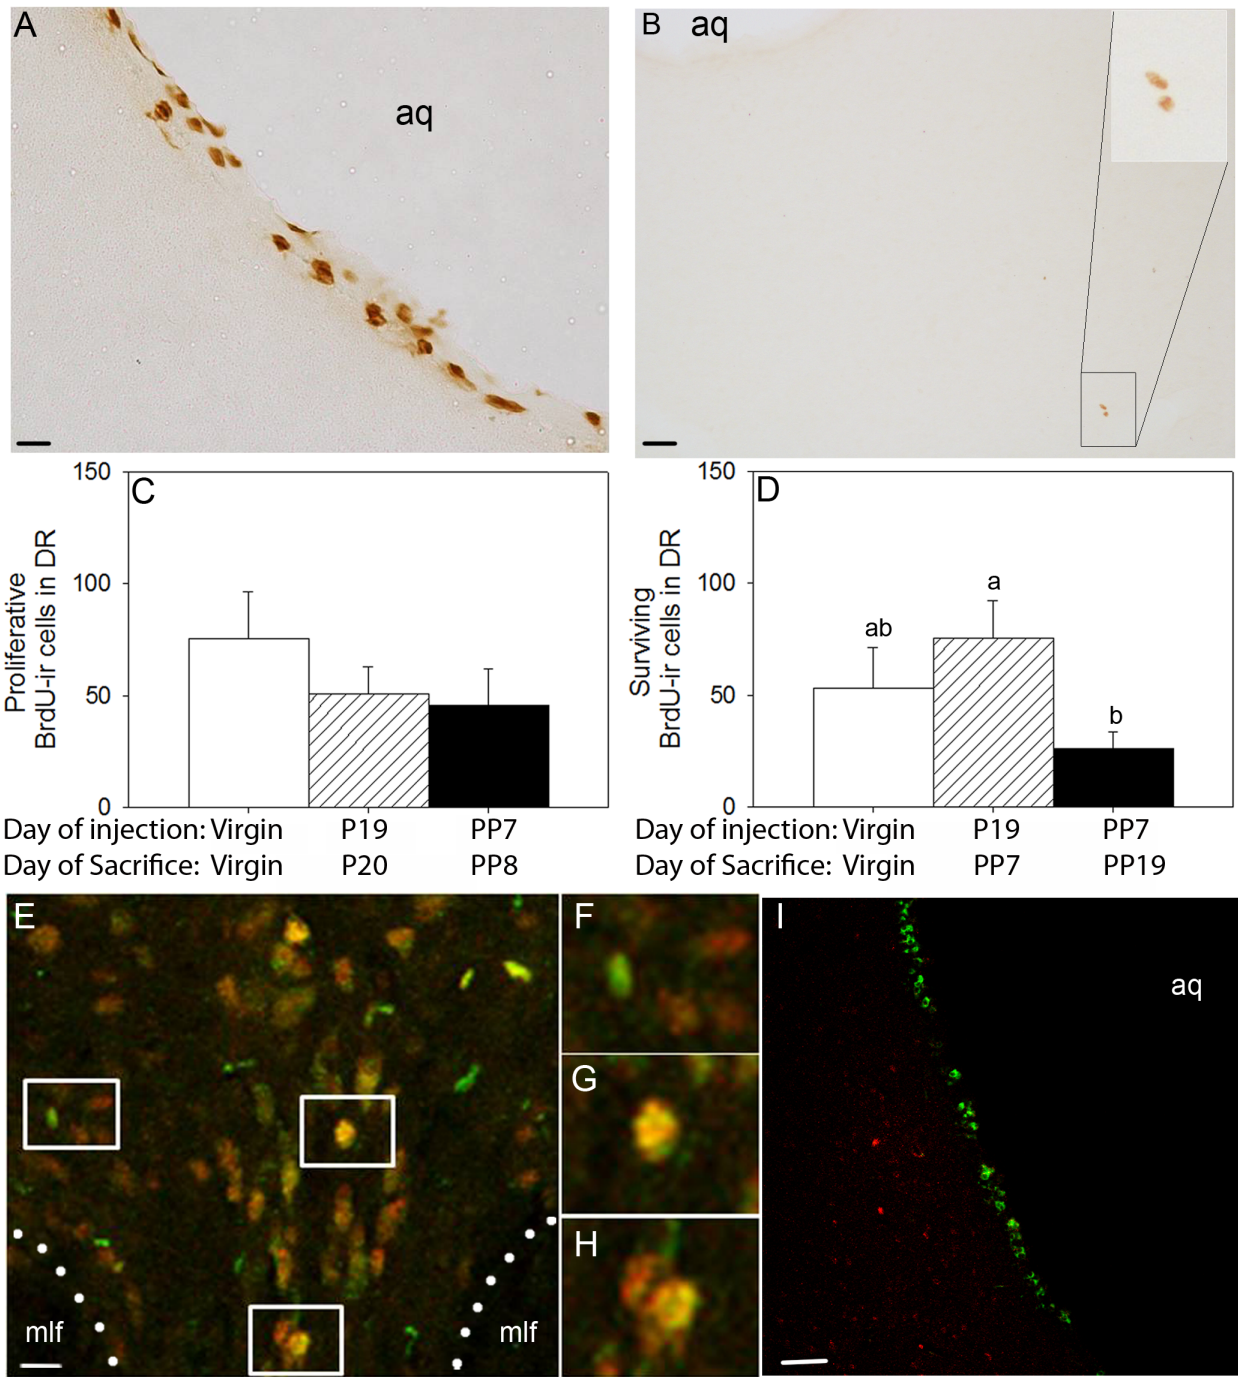 A
aq
B
aq
150
100
50
0
Proliferative
BrdU-ir cells in DR
C
Day of injection: Virgin P19 PP7
Day of Sacrifice: Virgin P20 PP8
150
100
50
0
Surviving
BrdU-ir cells in DR
D
ab
a
b
Day of injection: Virgin P19 PP7
Day of Sacrifice: Virgin PP7 PP19
E
mlf
mlf
F
G
H
I
aq